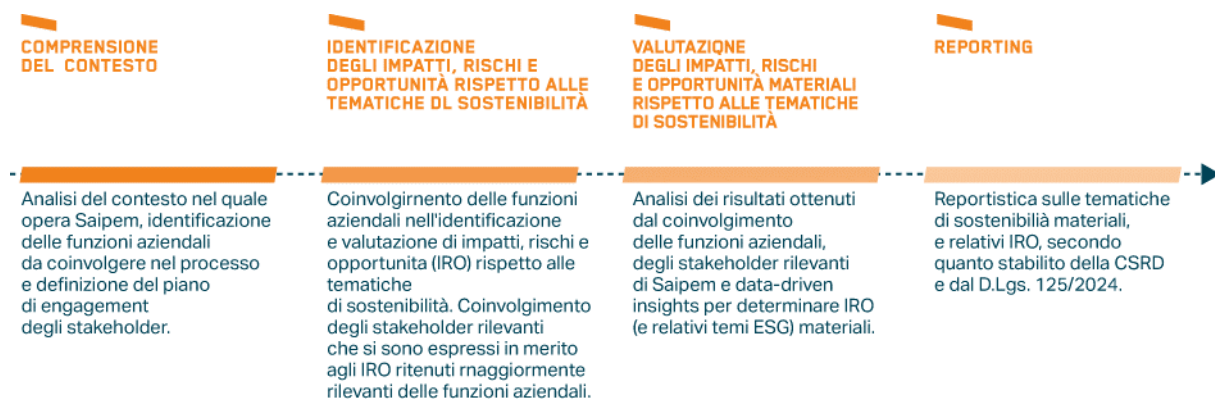 COMPRENSIONE
DEL CONTESTO
Analisi del contesto nel quale
opera Saipem, identificazione
delle funzioni aziendali
da coinvolgere nel processo
e definizione del piano
di engagement
degli stakeholder.
IDENTIFICAZIONE
DEGLI IMPATTI, RISCHI E
OPPORTUNITÀ RISPETTO ALLE
TEMATICHE DL SOSTENIBILITÀ
Coinvolgirnento delle funzioni
aziendali nell'identificazione
e valutazione di impatti, rischi e
opportunita (IRO) rispetto alle
tematiche
di sostenibilità. Coinvolgimento
degli stakeholder rilevanti
che si sono espressi in merito
agli IRO ritenuti rnaggiormente
rilevanti delle funzioni aziendali.
VALUTAZIQNE
DEGLI IMPATTI, RISCHI
E OPPORTUNITÀ MATERIALI
RISPETTO ALLE TEMATICHE
DI SOSTENIBILITÀ
Analisi dei risultati ottenuti
dal coinvolgimento
delle funzioni aziendali,
degli stakeholder rilevanti
di Saipem e data-driven
insights per determinare IRO
(e relativi temi ESG) materiali.
REPORTING
Reportistica sulle tematiche
di sostenibilià materiali,
e relativi IRO, secondo
quanto stabilito della CSRD
e dal D.Lgs. 125/2024.